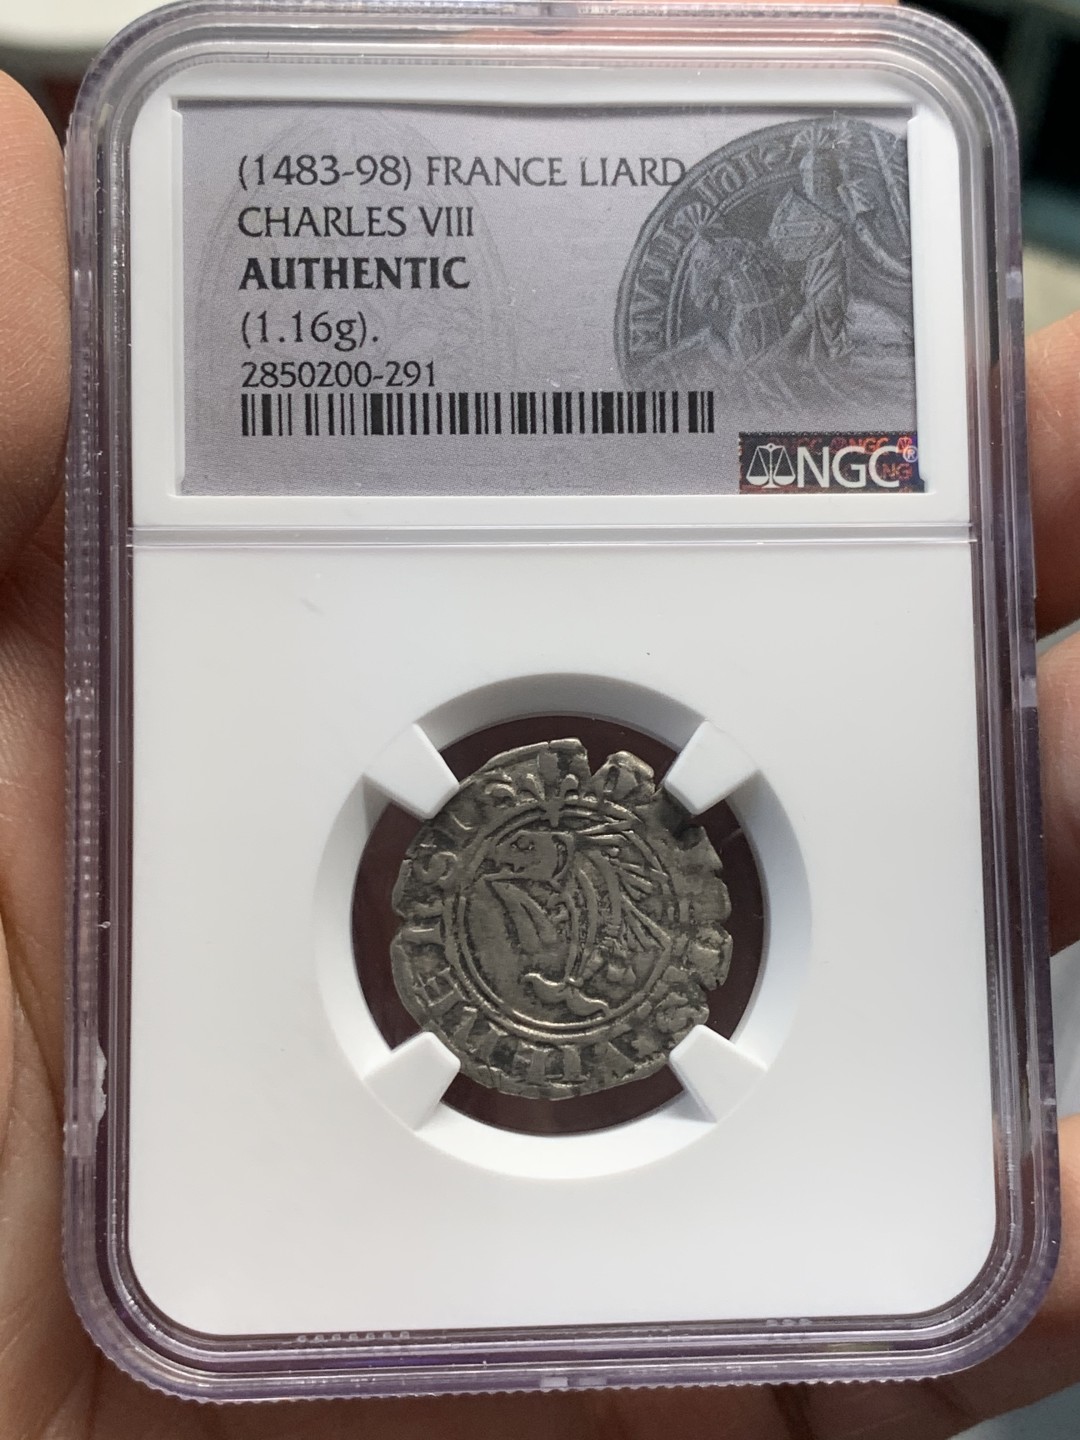 (1483-98) FRANCE LIARD
CHARLES VIII
AUTHENTIC
(1.16g).
2850200-291
NGC®